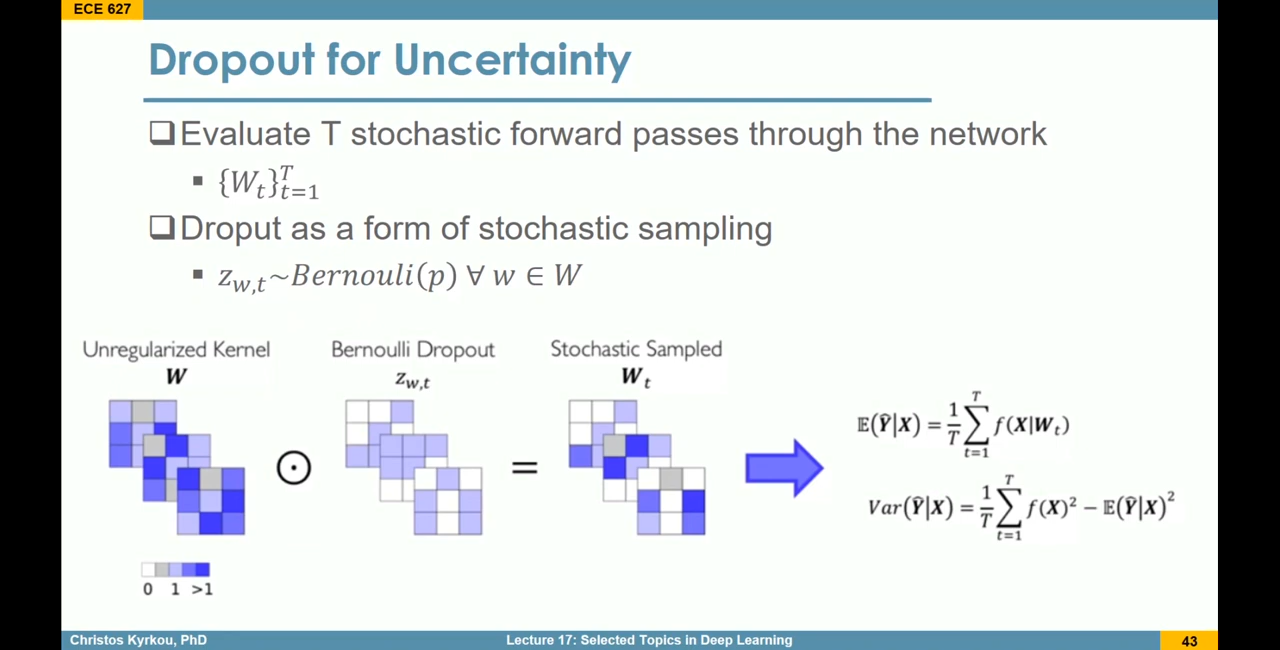 ECE 627
Dropout for Uncertainty
❑Evaluate T stochastic forward passes through the network
▪ {W_t}_{t=1}^T
❑Droput as a form of stochastic sampling
▪ z_{w,t}~Bernouli(p) ∀ w ∈ W
Unregularized Kernel Bernoulli Dropout Stochastic Sampled
W z_{w,t} W_t
⊙ =
𝔼(Ŷ|X) = 1/T ∑_{t=1}^T f(X|W_t)
Var(Ŷ|X) = 1/T ∑_{t=1}^T f(X)^2 − 𝔼(Ŷ|X)^2
0 1 >1
Christos Kyrkou, PhD Lecture 17: Selected Topics in Deep Learning 43